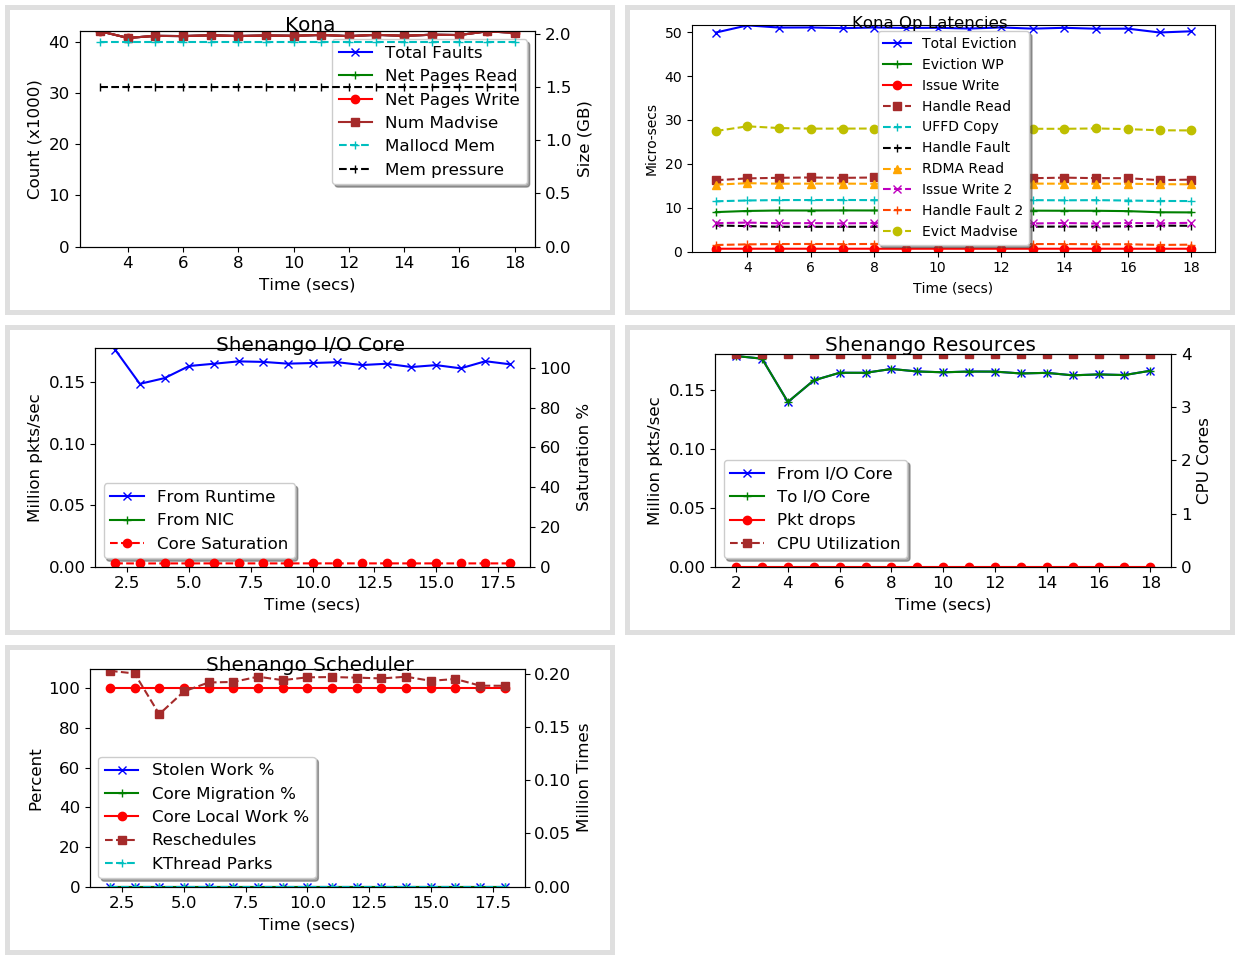 Kona
40
30
20
10
0
2.0
1.5
1.0
0.5
0.0
Count (x1000)
Size (GB)
Total Faults
Net Pages Read
Net Pages Write
Num Madvise
Mallocd Mem
Mem pressure
4 6 8 10 12 14 16 18
Time (secs)
Kona Op Latencies
50
40
30
20
10
0
Micro-secs
Total Eviction
Eviction WP
Issue Write
Handle Read
UFFD Copy
Handle Fault
RDMA Read
Issue Write 2
Handle Fault 2
Evict Madvise
4 6 8 10 12 14 16 18
Time (secs)
Shenango I/O Core
0.15
0.10
0.05
0.00
100
80
60
40
20
0
Million pkts/sec
Saturation %
From Runtime
From NIC
Core Saturation
2.5 5.0 7.5 10.0 12.5 15.0 17.5
Time (secs)
Shenango Resources
0.15
0.10
0.05
0.00
4
3
2
1
0
Million pkts/sec
CPU Cores
From I/O Core
To I/O Core
Pkt drops
CPU Utilization
2 4 6 8 10 12 14 16 18
Time (secs)
Shenango Scheduler
100
80
60
40
20
0
0.20
0.15
0.10
0.05
0.00
Percent
Million Times
Stolen Work %
Core Migration %
Core Local Work %
Reschedules
KThread Parks
2.5 5.0 7.5 10.0 12.5 15.0 17.5
Time (secs)